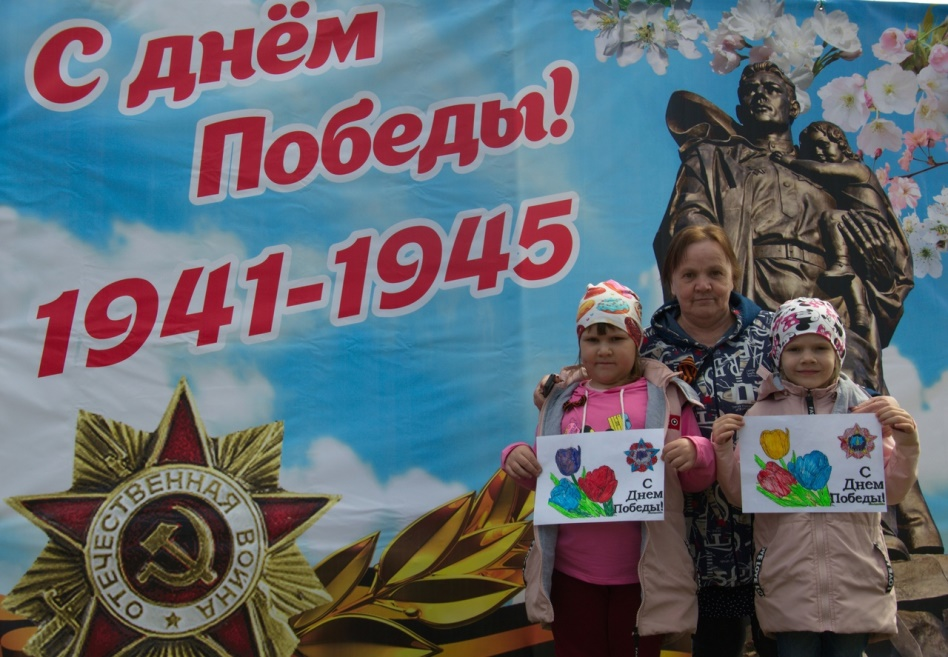 С днём
Победы!
1941-1945
ОТЕЧЕСТВЕННАЯ ВОЙНА
С
Днем
Победы!
С
Днем
Победы!